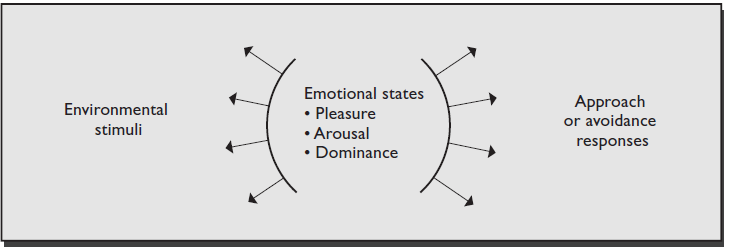 Environmental
stimuli
Emotional states
• Pleasure
• Arousal
• Dominance
Approach
or avoidance
responses